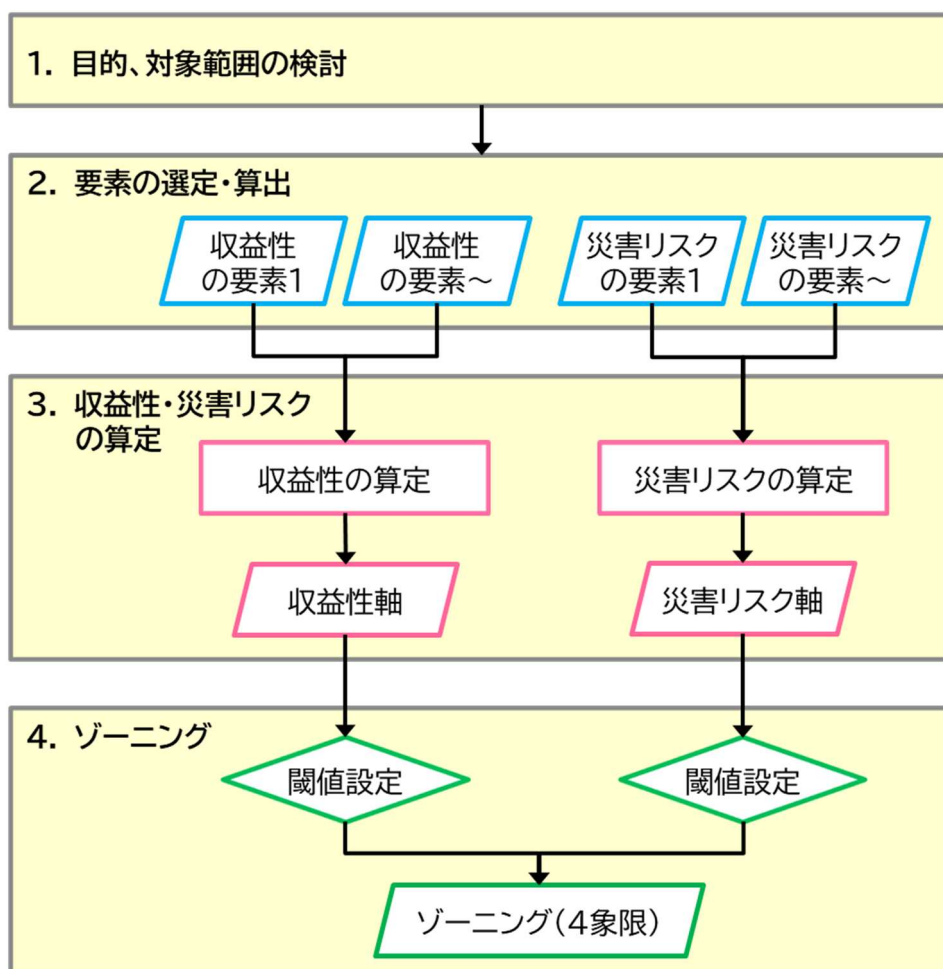 1. 目的、対象範囲の検討
2. 要素の選定・算出
収益性
の要素1
収益性
の要素～
災害リスク
の要素1
災害リスク
の要素～
3. 収益性・災害リスク
の算定
収益性の算定
災害リスクの算定
収益性軸
災害リスク軸
4. ゾーニング
閾値設定
閾値設定
ゾーニング(4象限)